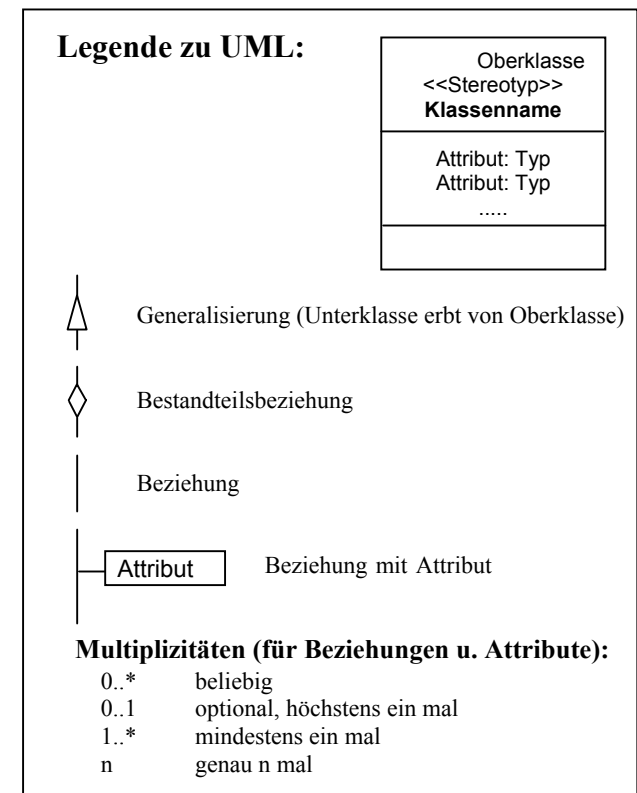 Legende zu UML:
Oberklasse
<<Stereotyp>>
Klassenname
Attribut: Typ
Attribut: Typ
.....
Generalisierung (Unterklasse erbt von Oberklasse)
Bestandteilsbeziehung
Beziehung
Attribut Beziehung mit Attribut
Multiplizitäten (für Beziehungen u. Attribute):
0..* beliebig
0..1 optional, höchstens ein mal
1..* mindestens ein mal
n genau n mal